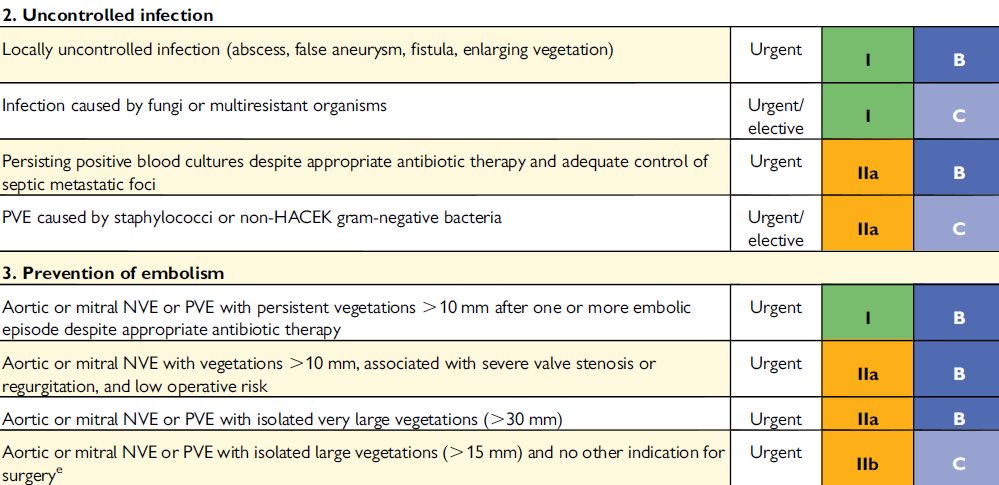 2. Uncontrolled infection
Locally uncontrolled infection (abscess, false aneurysm, fistula, enlarging vegetation) Urgent I B
Infection caused by fungi or multiresistant organisms Urgent/
elective I C
Persisting positive blood cultures despite appropriate antibiotic therapy and adequate control of Urgent IIa B
septic metastatic foci
PVE caused by staphylococci or non-HACEK gram-negative bacteria Urgent/
elective IIa C
3. Prevention of embolism
Aortic or mitral NVE or PVE with persistent vegetations >10 mm after one or more embolic Urgent I B
episode despite appropriate antibiotic therapy
Aortic or mitral NVE with vegetations >10 mm, associated with severe valve stenosis or Urgent IIa B
regurgitation, and low operative risk
Aortic or mitral NVE or PVE with isolated very large vegetations (>30 mm) Urgent IIa B
Aortic or mitral NVE or PVE with isolated large vegetations (>15 mm) and no other indication for Urgent IIb C
surgeryᵉ